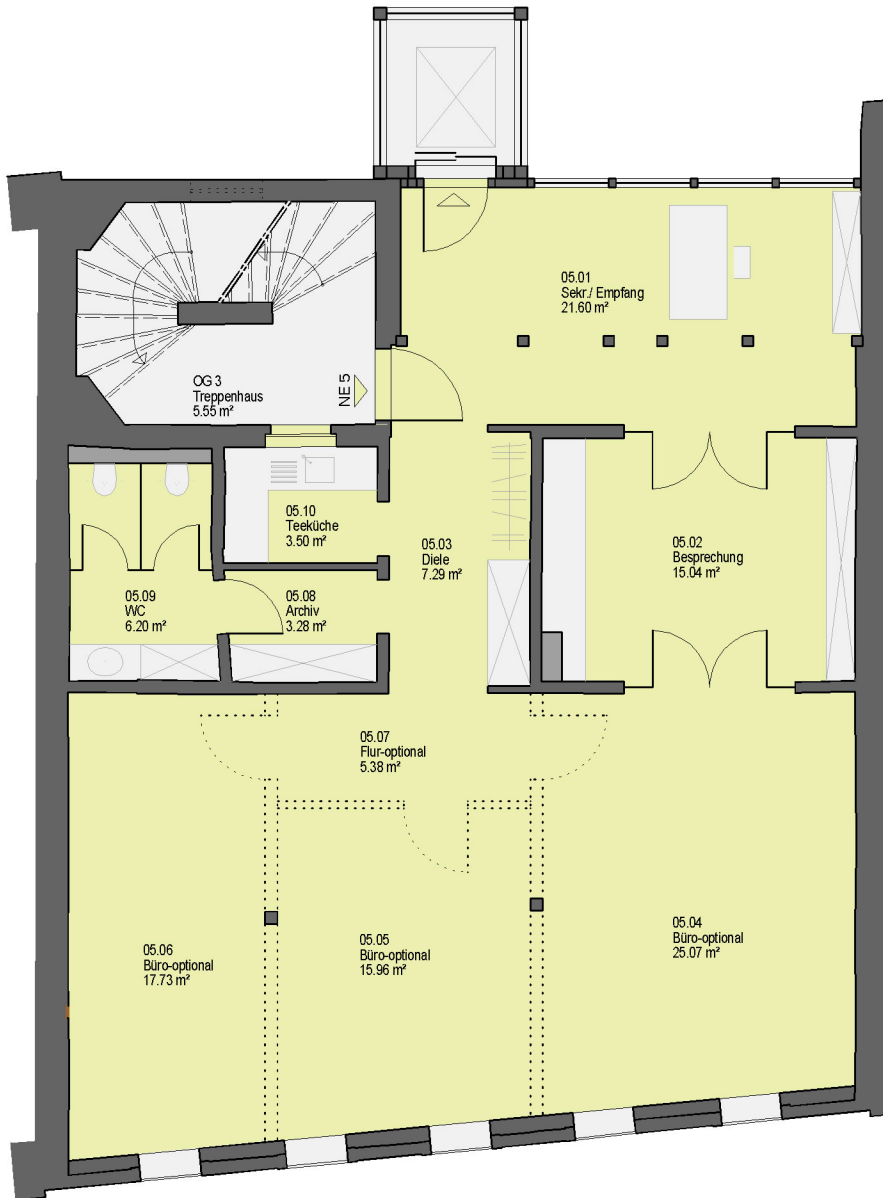 05.01
Sekr./ Empfang
21.60 m²
OG 3
Treppenhaus
5.55 m²
NE 5
05.10
Teeküche
3.50 m²
05.03
Diele
7.29 m²
05.02
Besprechung
15.04 m²
05.09
WC
6.20 m²
05.08
Archiv
3.28 m²
05.07
Flur-optional
5.38 m²
05.06
Büro-optional
17.73 m²
05.05
Büro-optional
15.96 m²
05.04
Büro-optional
25.07 m²